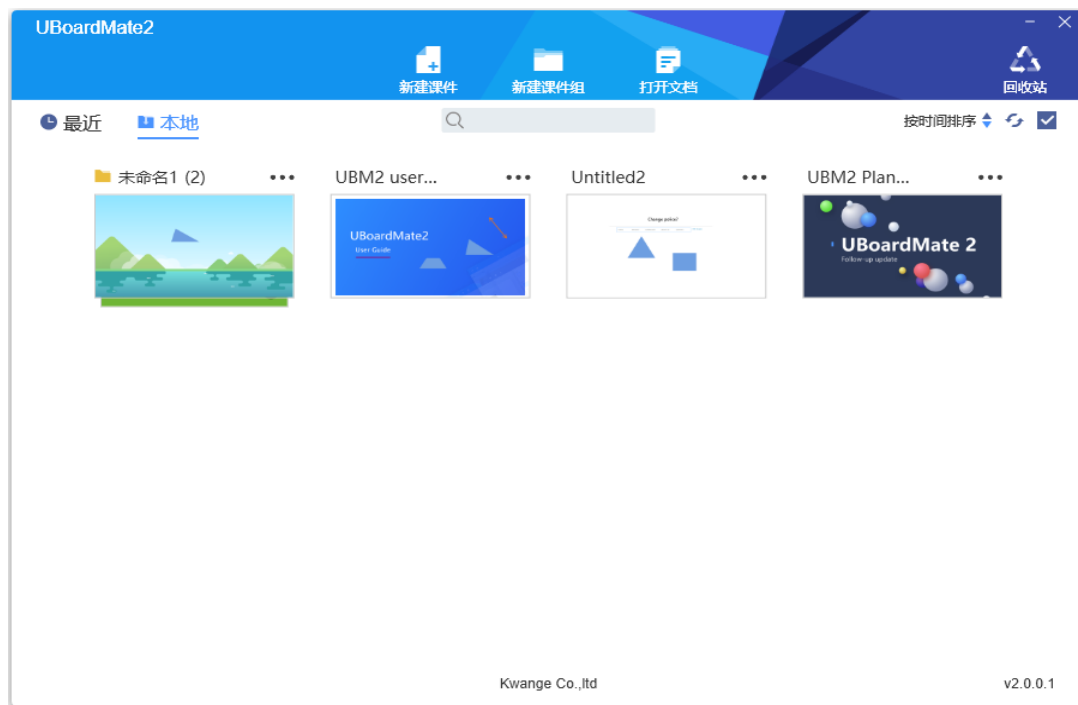 UBoardMate2
新建课件
新建课件组
打开文档
回收站
最近
本地
按时间排序
未命名1 (2)
UBM2 user...
Untitled2
UBM2 Plan...
UBoardMate2
User Guide
Change police?
UBoardMate 2
Follow-up update
Kwange Co.,ltd
v2.0.0.1